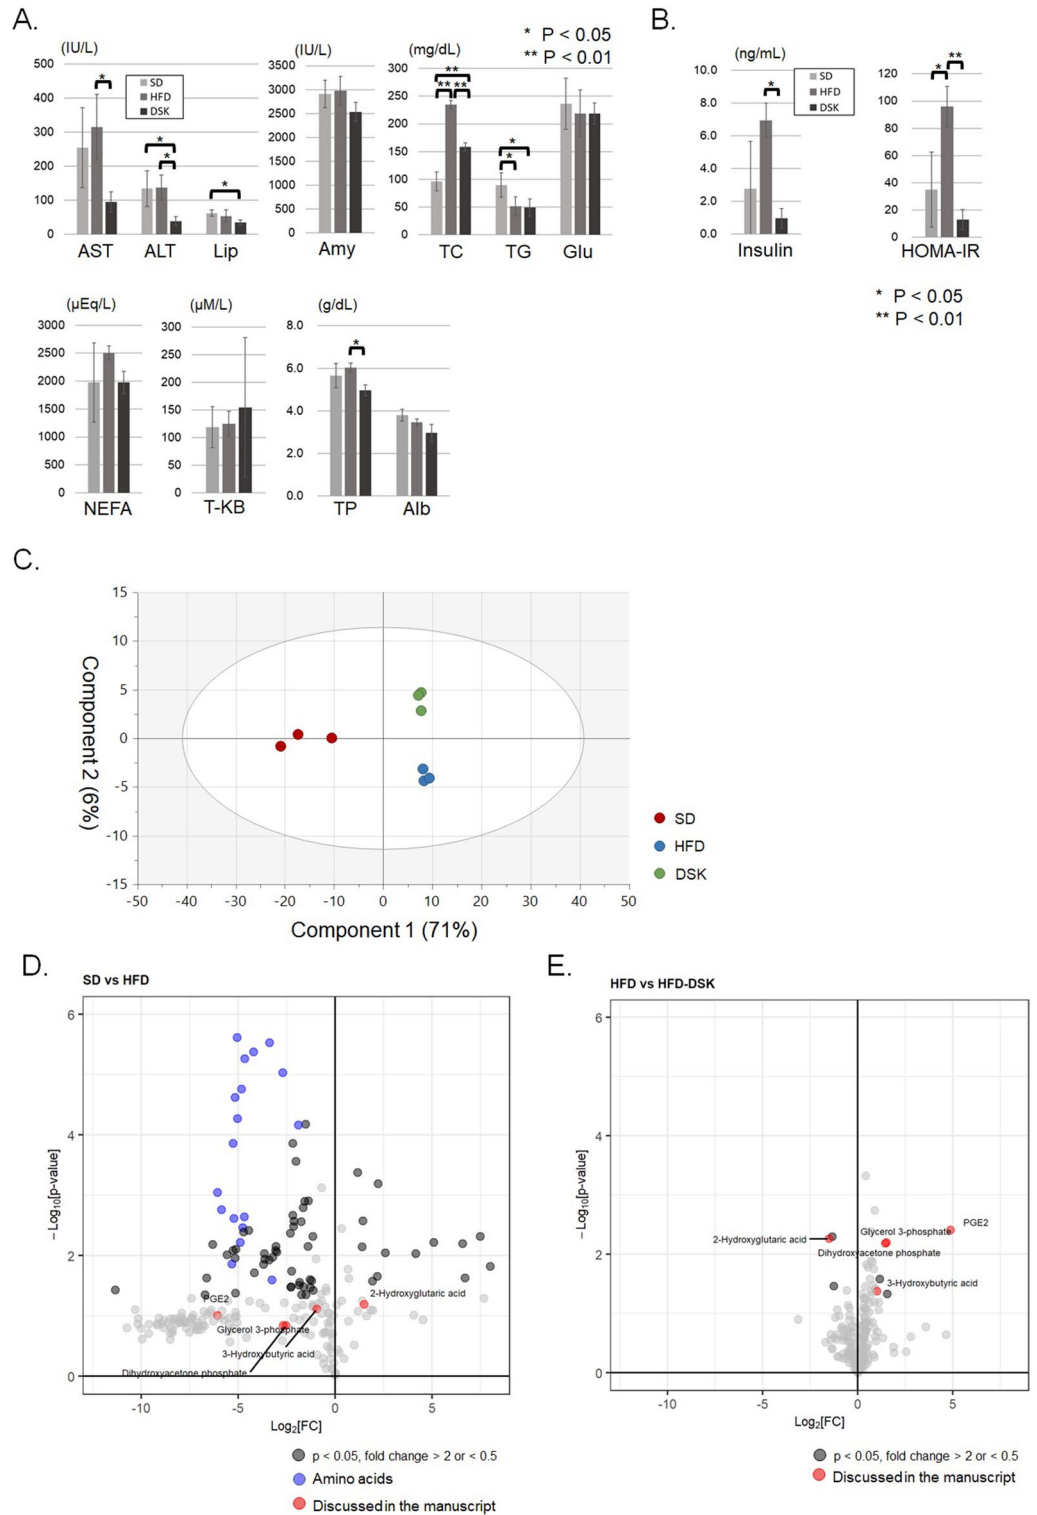 A.
(IU/L)
500
400
300
200
100
0
*
SD
HFD
DSK
*
*
*
AST ALT Lip
(IU/L)
3500
3000
2500
2000
1500
1000
500
0
Amy
(mg/dL)
300
250
200
150
100
50
0
**
** **
*
*
TC TG Glu
* P < 0.05
** P < 0.01
B.
(ng/mL)
10.0
8.0
6.0
4.0
2.0
0.0
*
SD
HFD
DSK
Insulin
120
100
80
60
40
20
0
* **
HOMA-IR
* P < 0.05
** P < 0.01
(µEq/L)
3000
2500
2000
1500
1000
500
0
NEFA
(µM/L)
300
250
200
150
100
50
0
T-KB
(g/dL)
8.0
6.0
4.0
2.0
0.0
*
TP Alb
C.
15
10
5
0
-5
-10
-15
-50 -40 -30 -20 -10 0 10 20 30 40 50
Component 2 (6%)
Component 1 (71%)
SD
HFD
DSK
D.
SD vs HFD
6
4
2
0
−Log10[p-value]
PGE2
2-Hydroxyglutaric acid
Glycerol 3-phosphate
3-Hydroxybutyric acid
Dihydroxyacetone phosphate
-10 -5 0 5
Log2[FC]
p < 0.05, fold change > 2 or < 0.5
Amino acids
Discussed in the manuscript
E.
HFD vs HFD-DSK
6
4
2
0
−Log10[p-value]
PGE2
Glycerol 3-phosphate
2-Hydroxyglutaric acid
Dihydroxyacetone phosphate
3-Hydroxybutyric acid
-10 -5 0 5
Log2[FC]
p < 0.05, fold change > 2 or < 0.5
Discussed in the manuscript